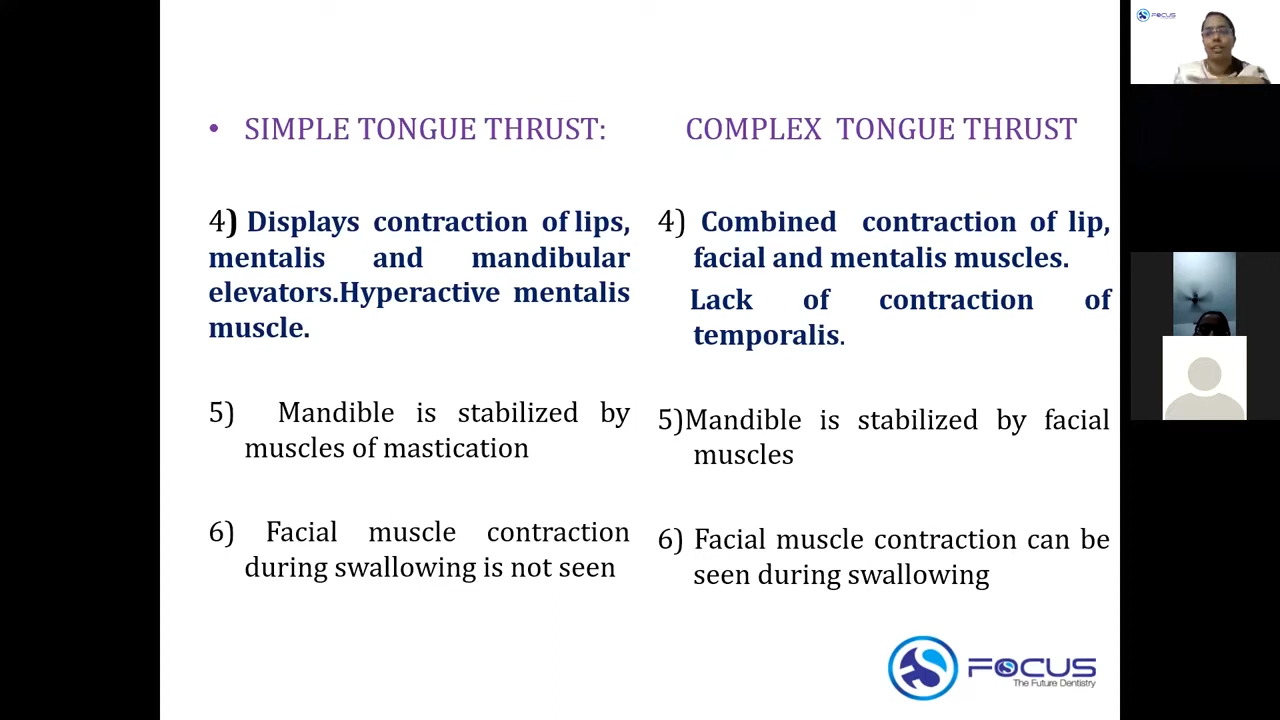 • SIMPLE TONGUE THRUST:
4) Displays contraction of lips,
mentalis and mandibular
elevators.Hyperactive mentalis
muscle.
5) Mandible is stabilized by
muscles of mastication
6) Facial muscle contraction
during swallowing is not seen
COMPLEX TONGUE THRUST
4) Combined contraction of lip,
facial and mentalis muscles.
Lack of contraction of
temporalis.
5)Mandible is stabilized by facial
muscles
6) Facial muscle contraction can be
seen during swallowing
FOCUS
The Future Dentistry
FOCUS